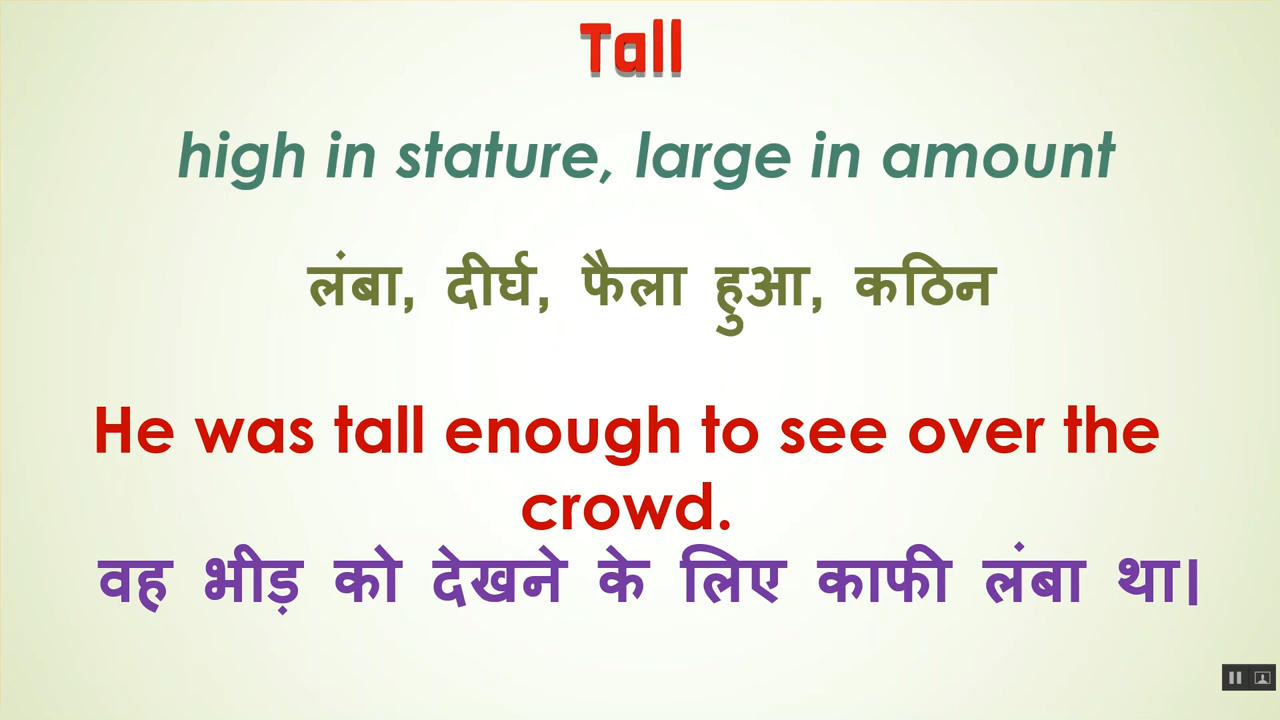 Tall
high in stature, large in amount
लंबा, दीर्घ, फैला हुआ, कठिन
He was tall enough to see over the
crowd.
वह भीड़ को देखने के लिए काफी लंबा था।